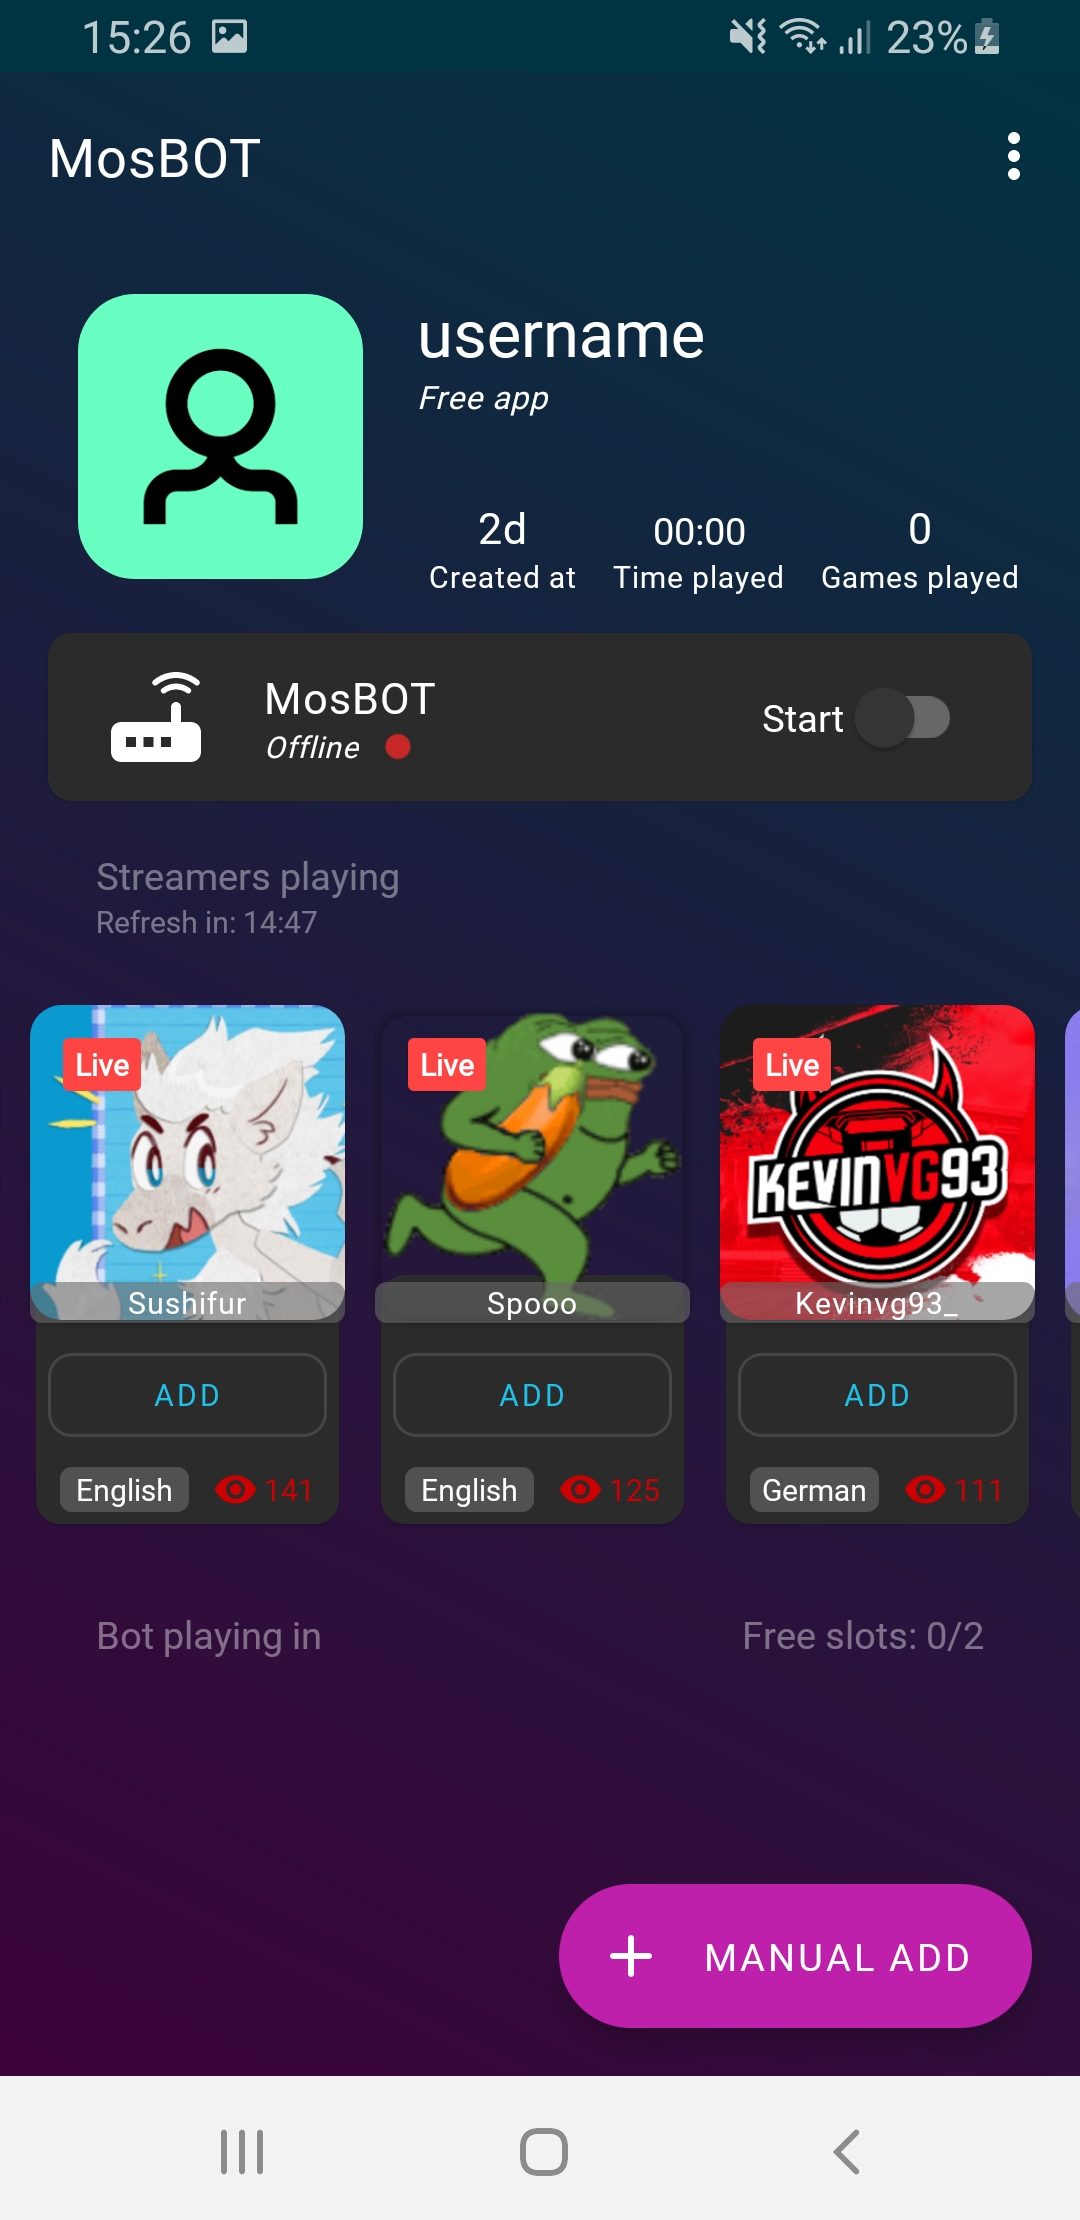 15:26 23%
MosBOT
username
Free app
2d 00:00 0
Created at Time played Games played
MosBOT
Offline
Start
Streamers playing
Refresh in: 14:47
Live Live Live
KEVINVG93
Sushifur Spooo Kevinvg93_
ADD ADD ADD
English 141 English 125 German 111
Bot playing in Free slots: 0/2
MANUAL ADD